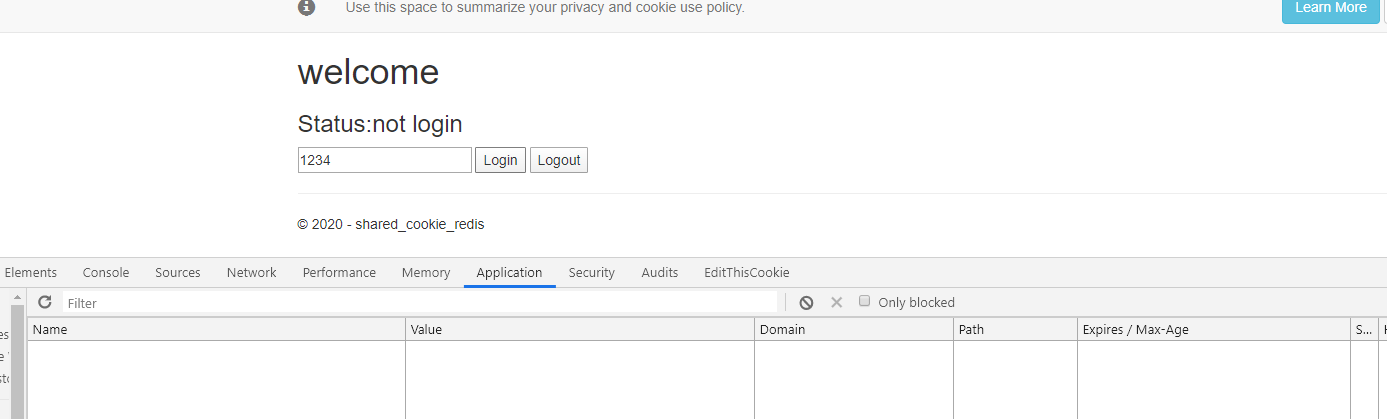 Use this space to summarize your privacy and cookie use policy.
Learn More
welcome
Status:not login
1234 Login Logout
© 2020 - shared_cookie_redis
Elements Console Sources Network Performance Memory Application Security Audits EditThisCookie
Filter Only blocked
Name Value Domain Path Expires / Max-Age S...